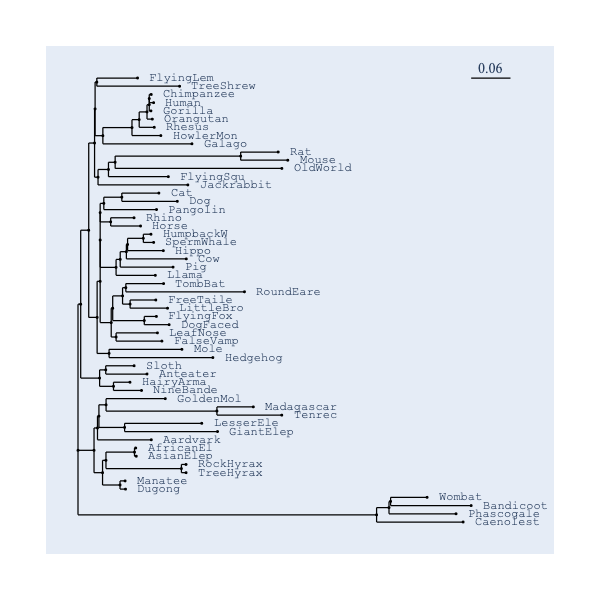 0.06
FlyingLem
TreeShrew
Chimpanzee
Human
Gorilla
Orangutan
Rhesus
HowlerMon
Galago
Rat
Mouse
OldWorld
FlyingSqu
Jackrabbit
Cat
Dog
Pangolin
Rhino
Horse
HumpbackW
SpermWhale
Hippo
Cow
Pig
Llama
TombBat
RoundEare
FreeTaile
LittleBro
FlyingFox
DogFaced
LeafNose
FalseVamp
Mole
Hedgehog
Sloth
Anteater
HairyArma
NineBande
GoldenMol
Madagascar
Tenrec
LesserEle
GiantElep
Aardvark
AfricanEl
AsianElep
RockHyrax
TreeHyrax
Manatee
Dugong
Wombat
Bandicoot
Phascogale
Caenolest